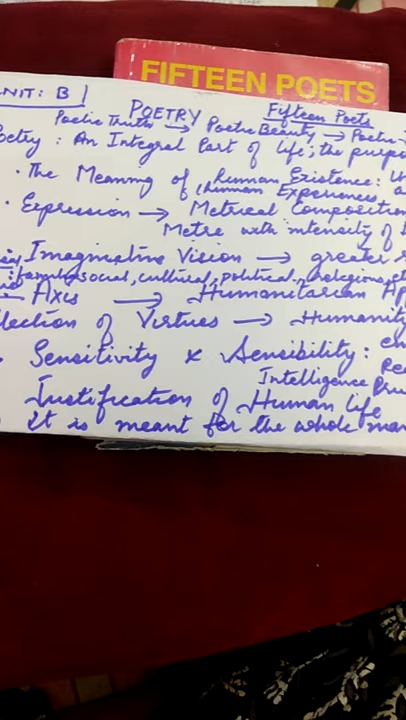 FIFTEEN POETS
UNIT: B1
POETRY Fifteen Poets
Poetic Truth → Poetic Beauty → Poetic
Poetry : An Integral Part of Life; the purpo
. The Meaning of Human Existence:
Human Experiences
. Expression → Metrical Composition
Metre with intensity of
Imaginative Vision → greater
: family, social, cultural, political, religious
Axis → Humanitarian Ap
llection of Virtues → Humanity
. Sensitivity x Sensibility:
Intelligence
Justification of Human life
. it is meant for the whole man